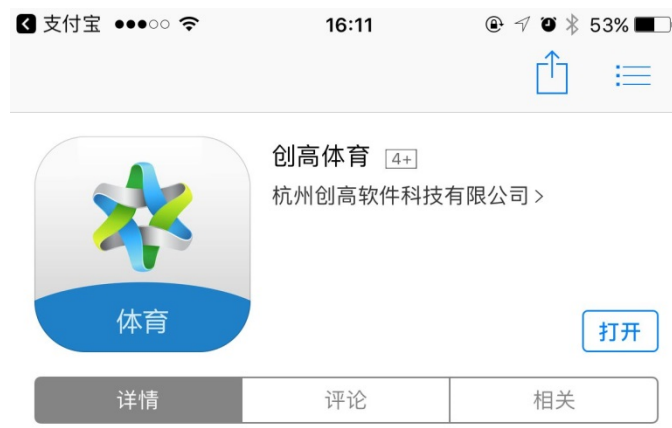 支付宝 16:11 53%
创高体育 4+
杭州创高软件科技有限公司 >
体育
打开
详情 评论 相关